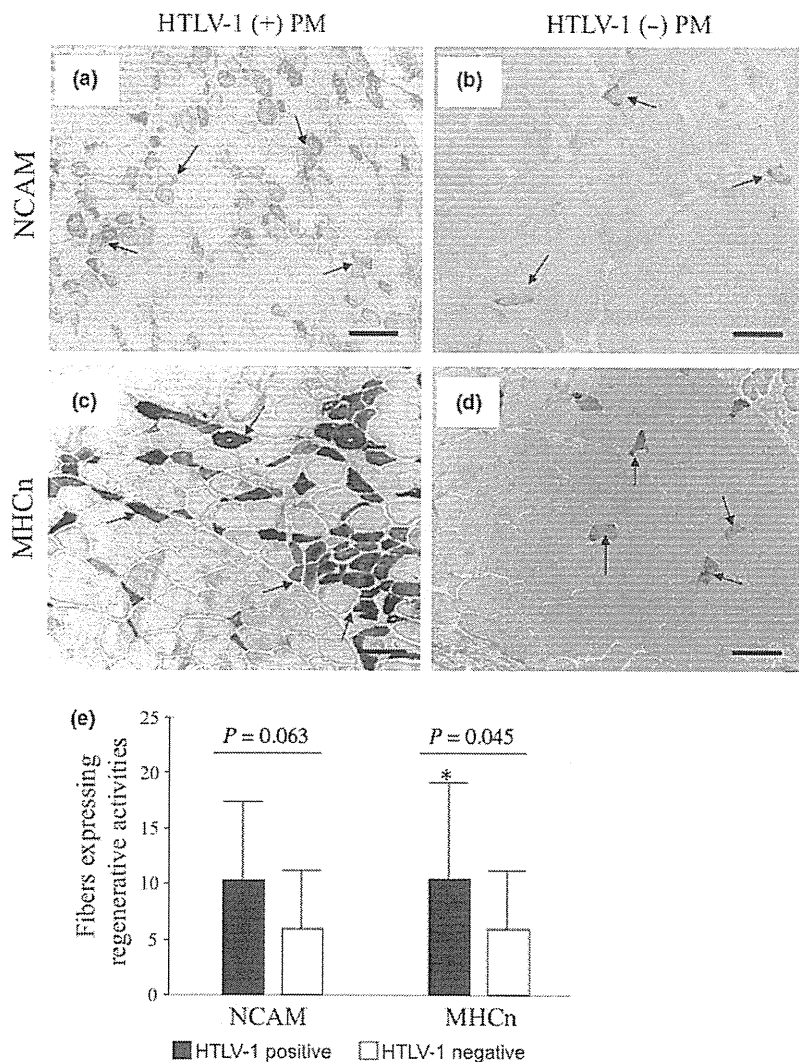 HTLV-1 (+) PM
HTLV-1 (–) PM
NCAM
(a)
(b)
MHCn
(c)
(d)
(e)
Fibers expressing
regenerative activities
25
20
15
10
5
0
P = 0.063
P = 0.045
*
NCAM
MHCn
HTLV-1 positive
HTLV-1 negative